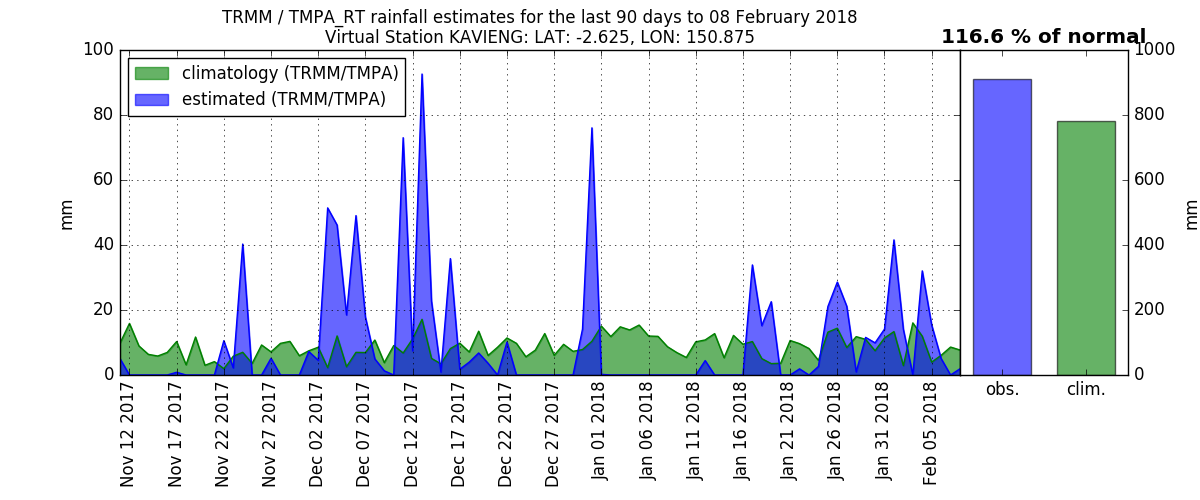 TRMM / TMPA_RT rainfall estimates for the last 90 days to 08 February 2018
Virtual Station KAVIENG: LAT: -2.625, LON: 150.875
116.6 % of normal
climatology (TRMM/TMPA)
estimated (TRMM/TMPA)
100
80
60
40
20
0
mm
1000
800
600
400
200
0
mm
Nov 12 2017
Nov 17 2017
Nov 22 2017
Nov 27 2017
Dec 02 2017
Dec 07 2017
Dec 12 2017
Dec 17 2017
Dec 22 2017
Dec 27 2017
Jan 01 2018
Jan 06 2018
Jan 11 2018
Jan 16 2018
Jan 21 2018
Jan 26 2018
Jan 31 2018
Feb 05 2018
obs.
clim.